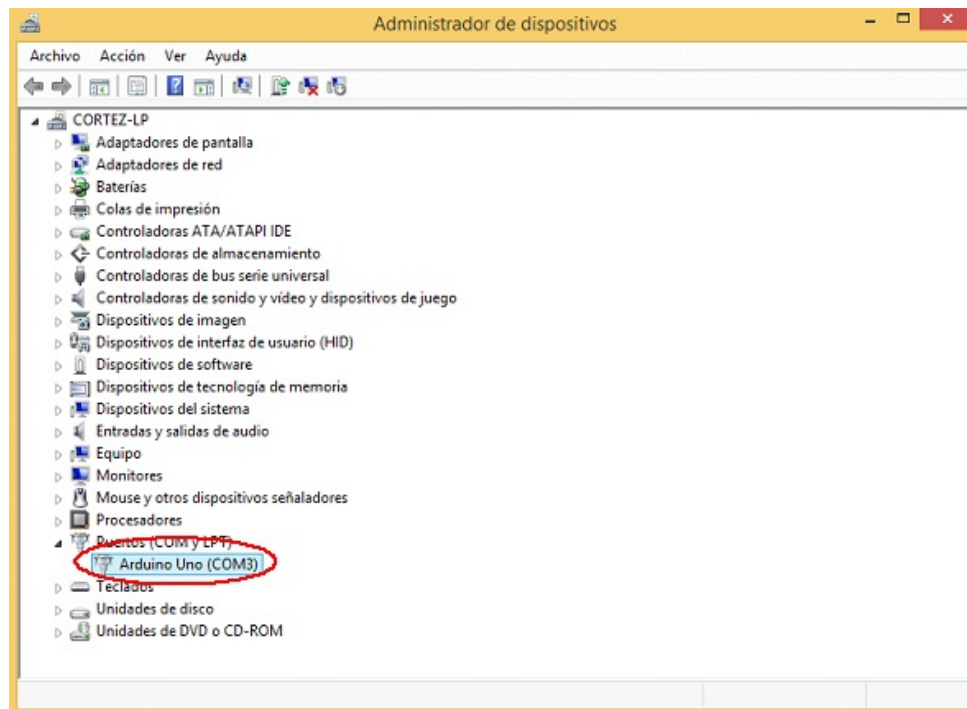 Administrador de dispositivos
Archivo Acción Ver Ayuda
CORTEZ-LP
Adaptadores de pantalla
Adaptadores de red
Baterías
Colas de impresión
Controladoras ATA/ATAPI IDE
Controladoras de almacenamiento
Controladoras de bus serie universal
Controladoras de sonido y vídeo y dispositivos de juego
Dispositivos de imagen
Dispositivos de interfaz de usuario (HID)
Dispositivos de software
Dispositivos de tecnología de memoria
Dispositivos del sistema
Entradas y salidas de audio
Equipo
Monitores
Mouse y otros dispositivos señaladores
Procesadores
Puertos (COM y LPT)
Arduino Uno (COM3)
Teclados
Unidades de disco
Unidades de DVD o CD-ROM